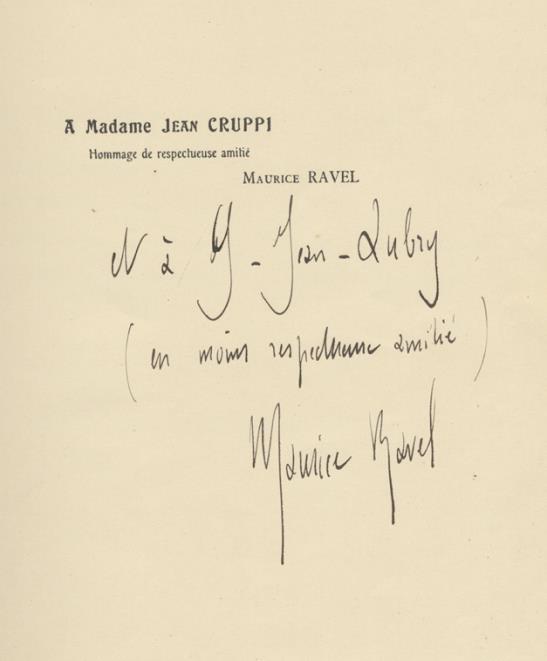 A Madame JEAN CRUPPI
Hommage de respectueuse amitié
MAURICE RAVEL
et à G-Jean-Aubry
(en moins respectueuse amitié)
Maurice Ravel